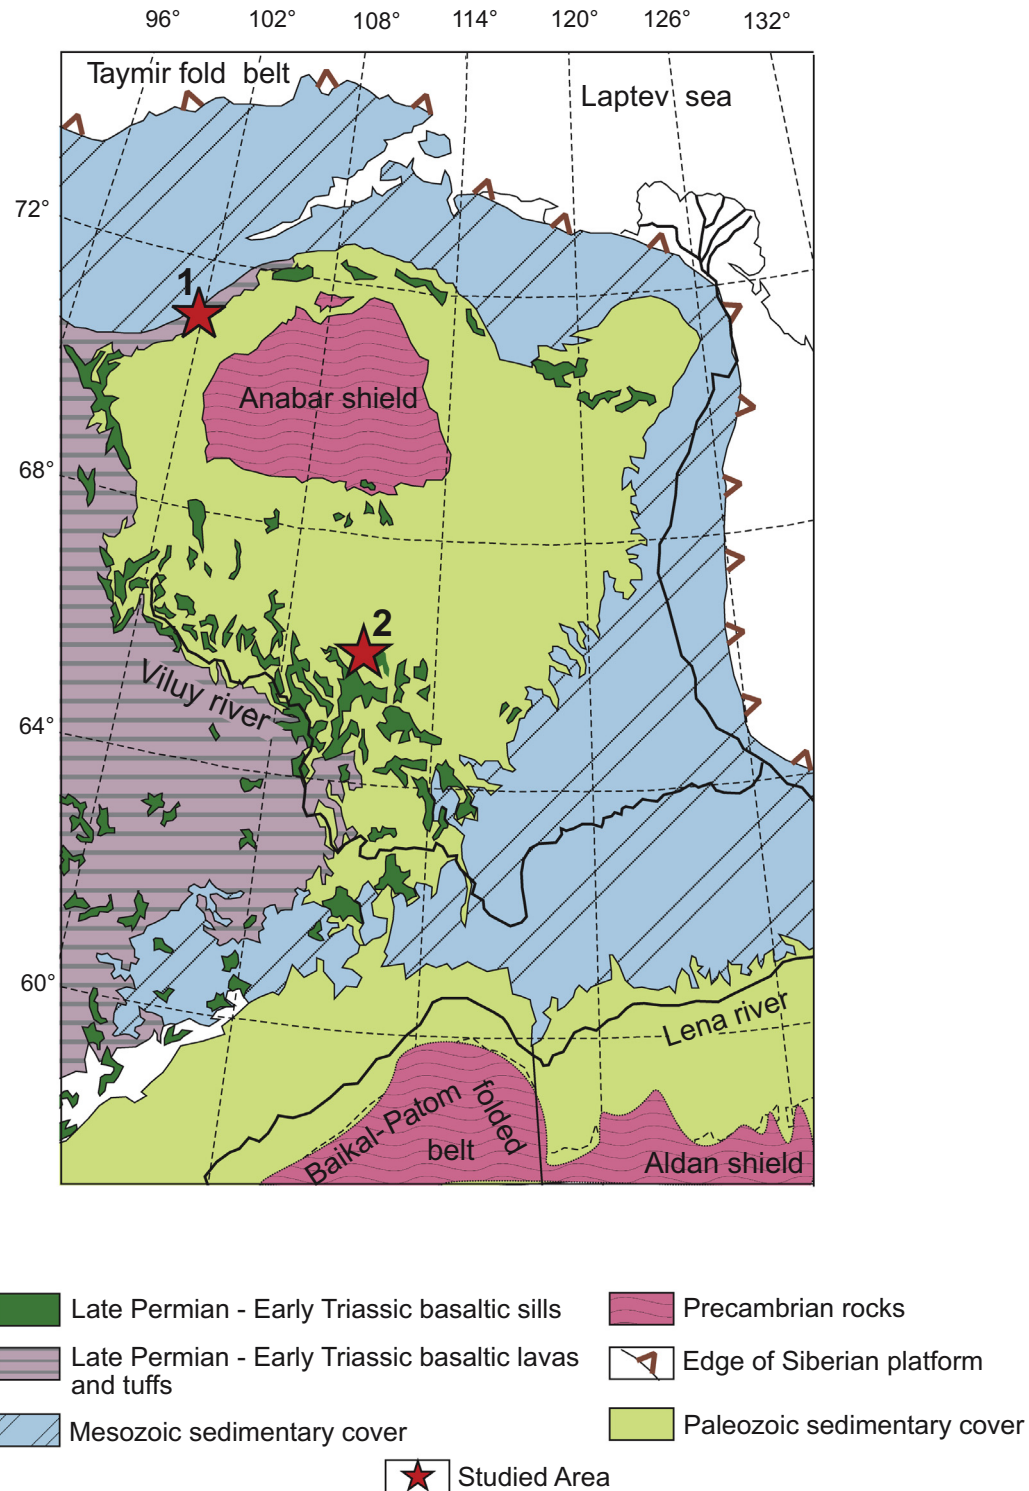 96° 102° 108° 114° 120° 126° 132°
Taymir fold belt
Laptev sea
72°
1
Anabar shield
68°
2
Viluy river
64°
60°
Lena river
Baikal-Patom folded
belt
Aldan shield
Late Permian - Early Triassic basaltic sills
Precambrian rocks
Late Permian - Early Triassic basaltic lavas
and tuffs
Edge of Siberian platform
Mesozoic sedimentary cover
Paleozoic sedimentary cover
Studied Area